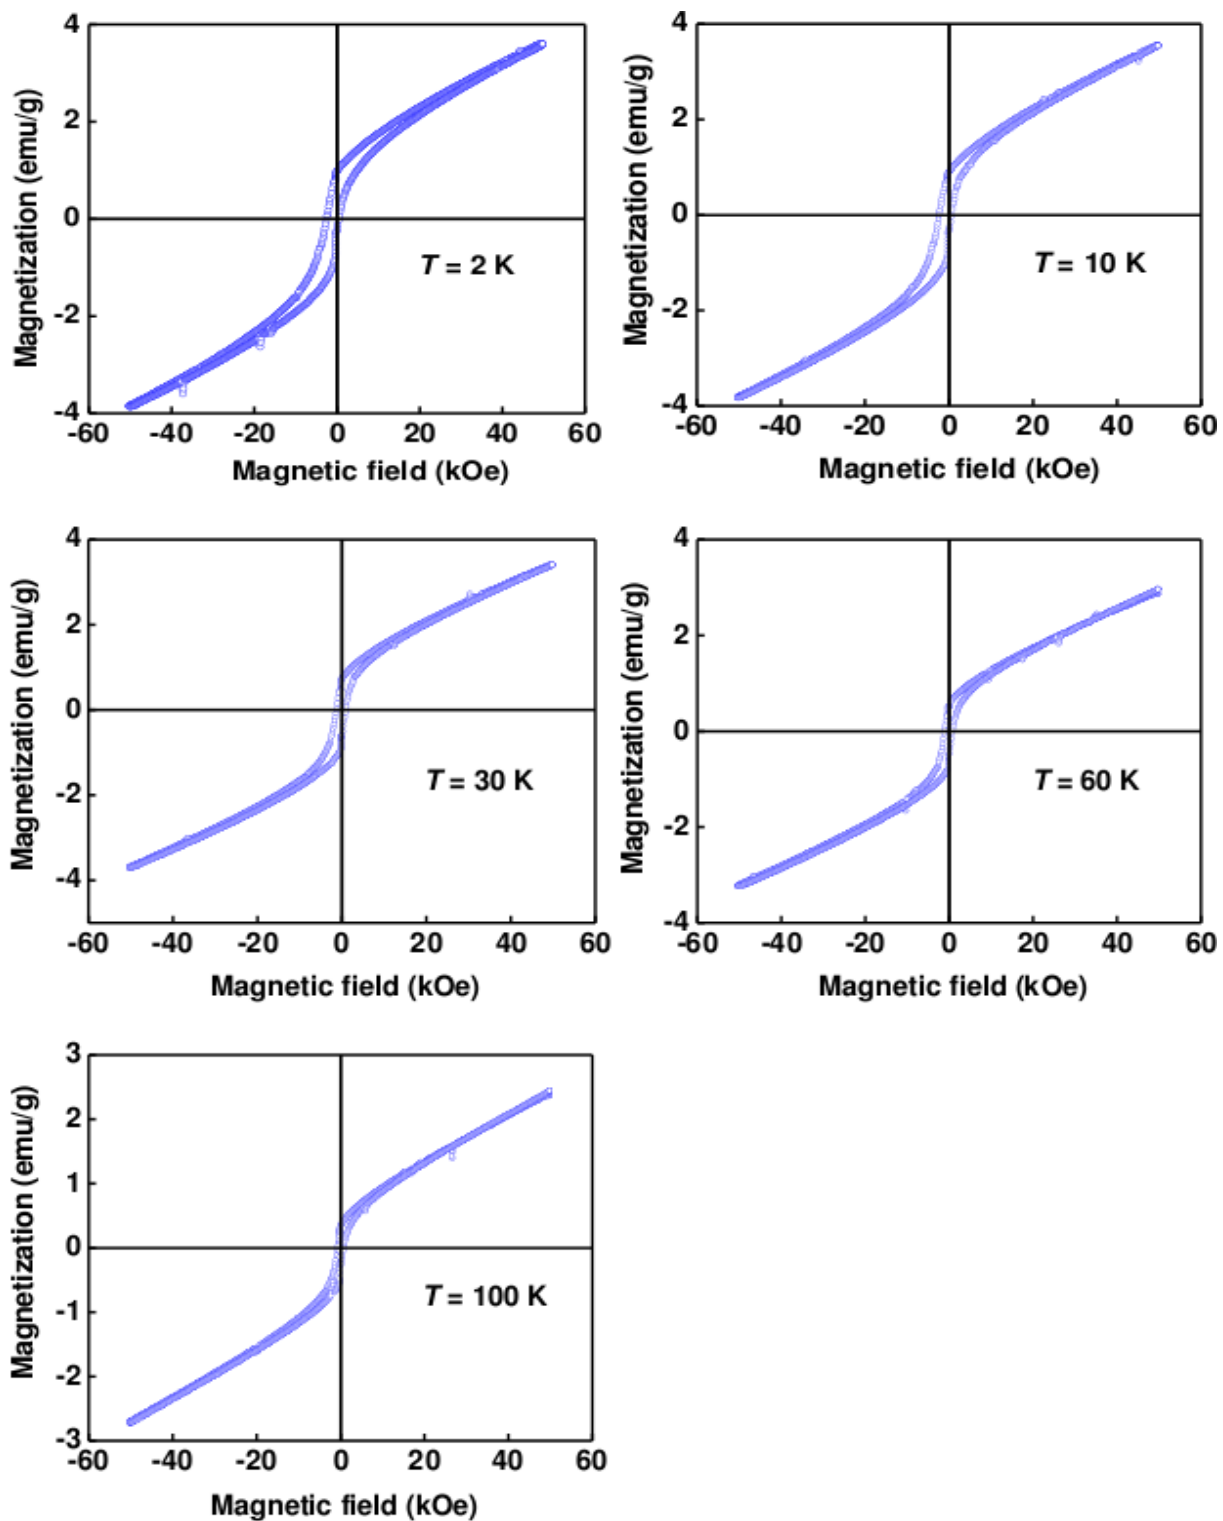 4
2
0
-2
-4
Magnetization (emu/g)
T = 2 K
-60 -40 -20 0 20 40 60
Magnetic field (kOe)
4
2
0
-2
-4
Magnetization (emu/g)
T = 10 K
-60 -40 -20 0 20 40 60
Magnetic field (kOe)
4
2
0
-2
-4
Magnetization (emu/g)
T = 30 K
-60 -40 -20 0 20 40 60
Magnetic field (kOe)
4
2
0
-2
-4
Magnetization (emu/g)
T = 60 K
-60 -40 -20 0 20 40 60
Magnetic field (kOe)
3
2
1
0
-1
-2
-3
Magnetization (emu/g)
T = 100 K
-60 -40 -20 0 20 40 60
Magnetic field (kOe)